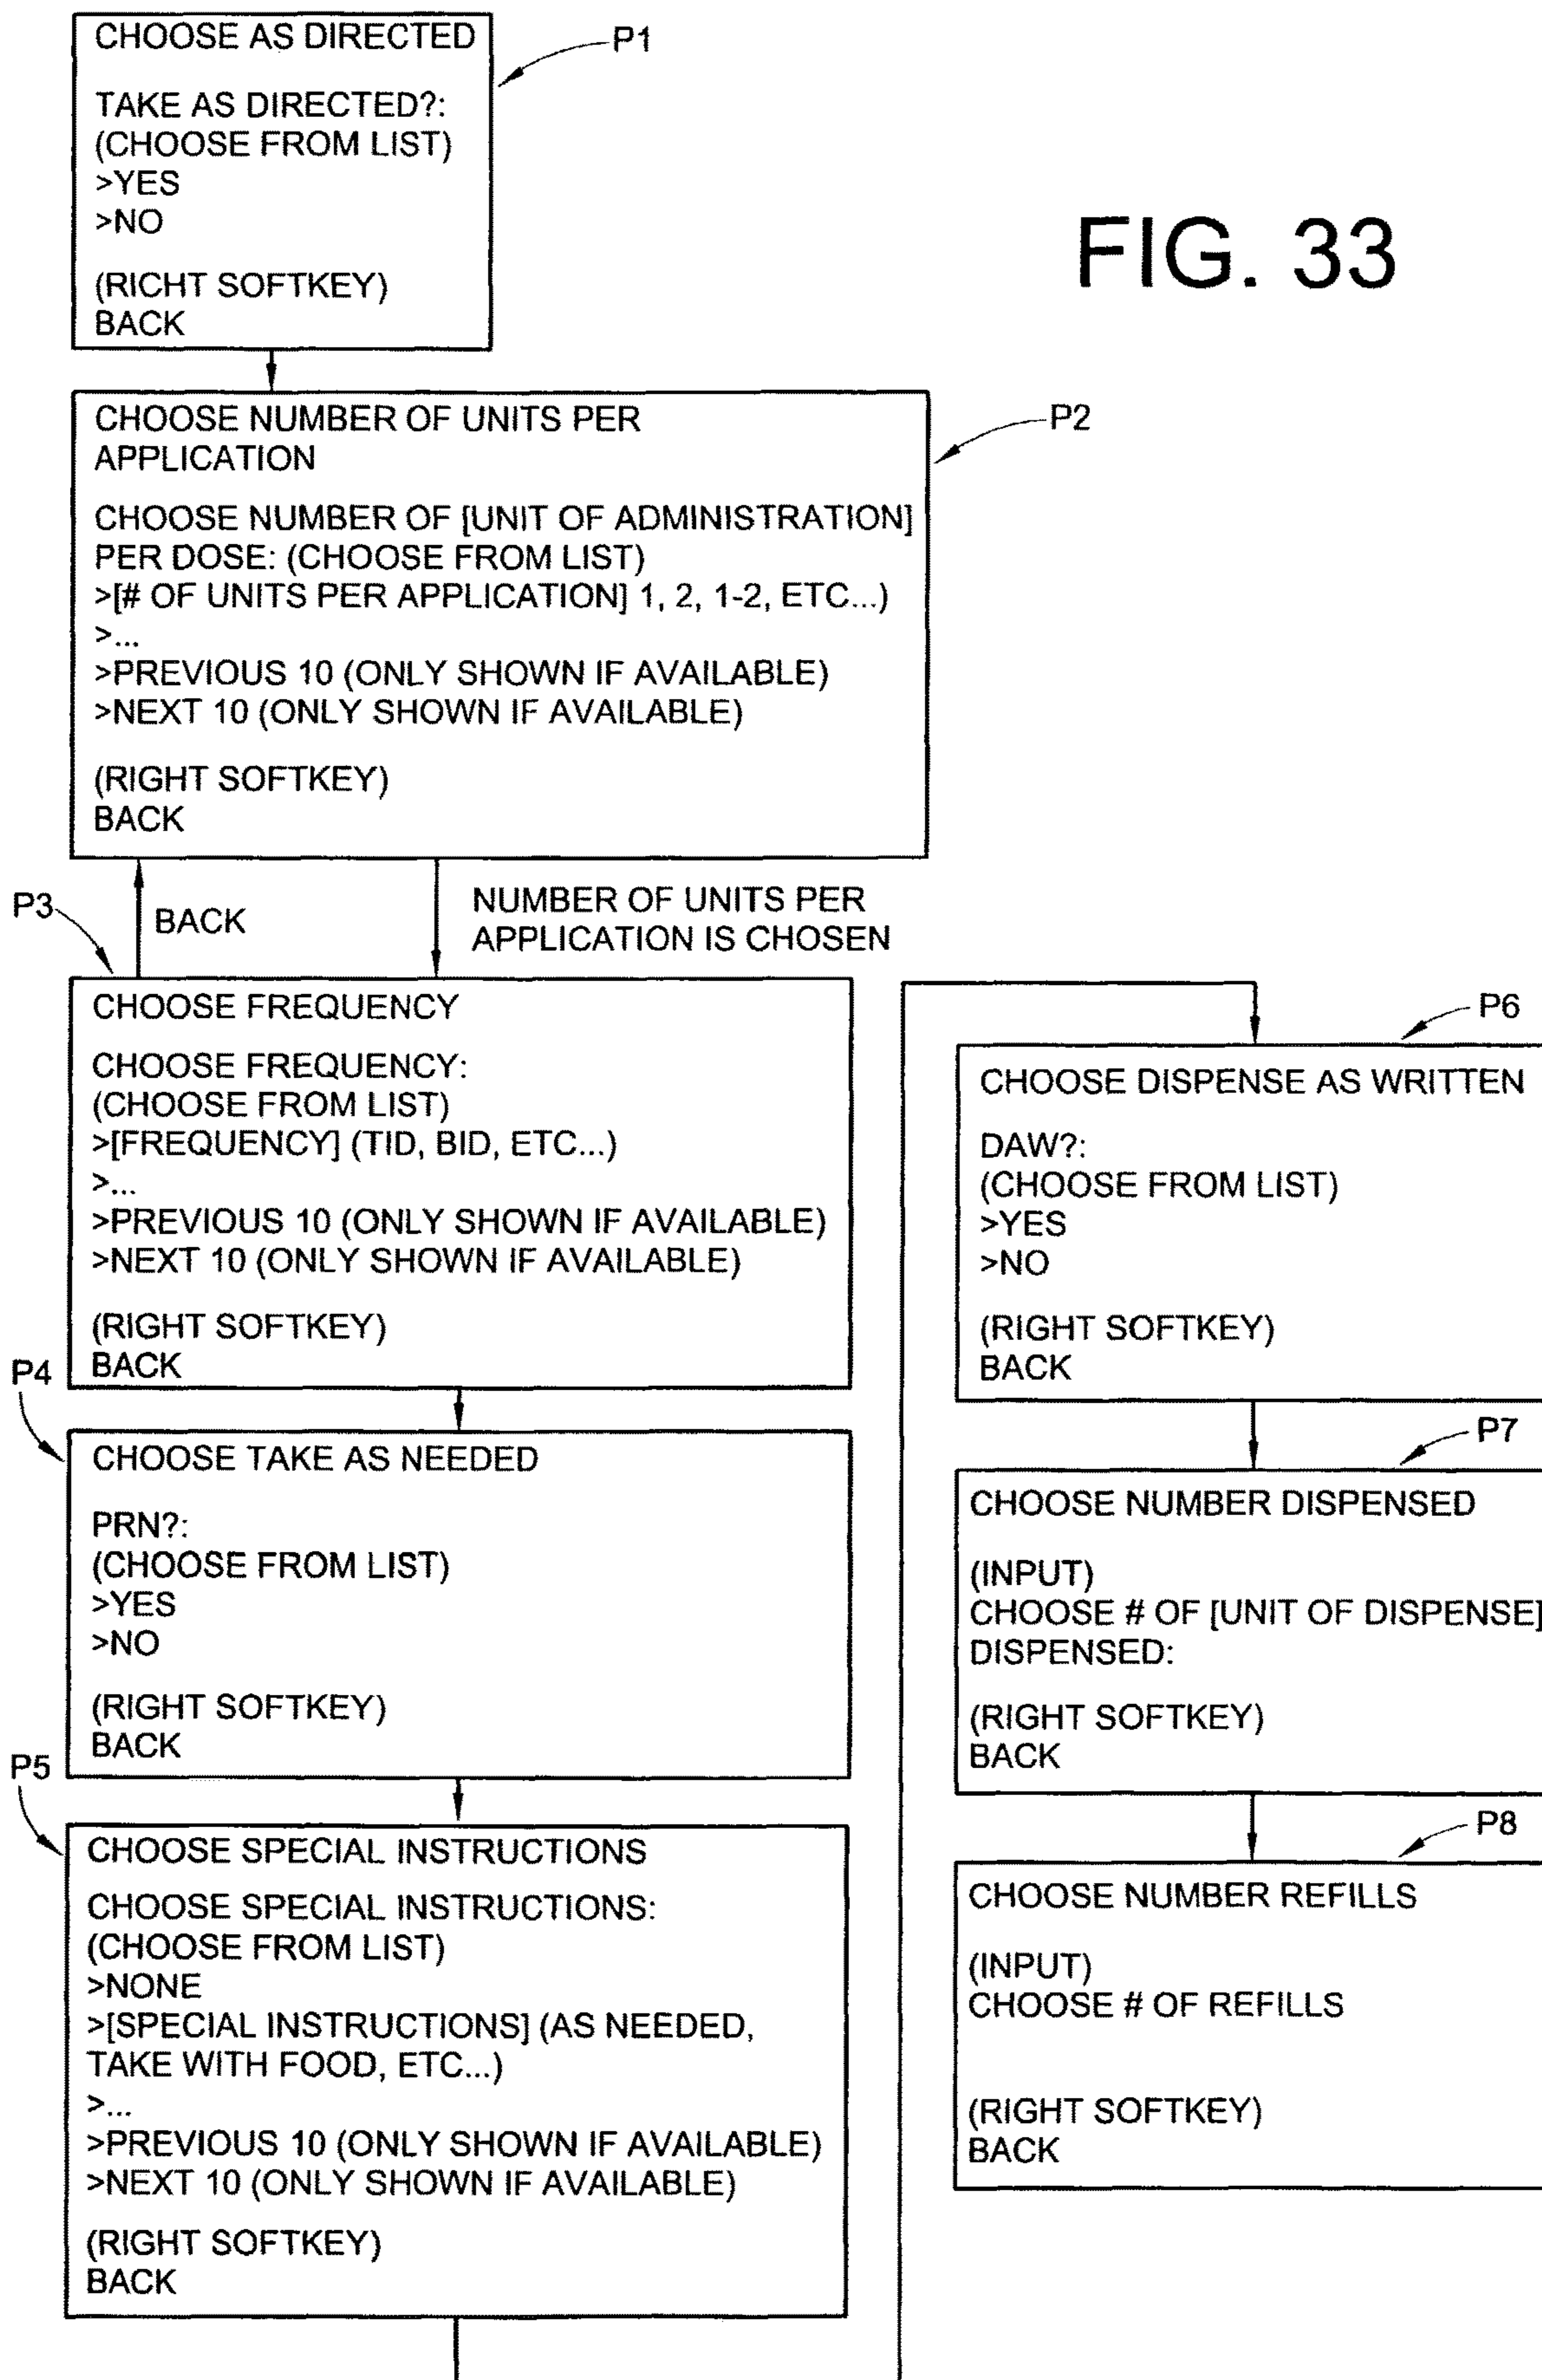 CHOOSE AS DIRECTED
TAKE AS DIRECTED?:
(CHOOSE FROM LIST)
>YES
>NO
(RICHT SOFTKEY)
BACK
P1
FIG. 33
CHOOSE NUMBER OF UNITS PER
APPLICATION
CHOOSE NUMBER OF [UNIT OF ADMINISTRATION]
PER DOSE: (CHOOSE FROM LIST)
>[# OF UNITS PER APPLICATION] 1, 2, 1-2, ETC...)
>...
>PREVIOUS 10 (ONLY SHOWN IF AVAILABLE)
>NEXT 10 (ONLY SHOWN IF AVAILABLE)
(RIGHT SOFTKEY)
BACK
P2
P3
BACK
NUMBER OF UNITS PER
APPLICATION IS CHOSEN
CHOOSE FREQUENCY
CHOOSE FREQUENCY:
(CHOOSE FROM LIST)
>[FREQUENCY] (TID, BID, ETC...)
>...
>PREVIOUS 10 (ONLY SHOWN IF AVAILABLE)
>NEXT 10 (ONLY SHOWN IF AVAILABLE)
(RIGHT SOFTKEY)
BACK
P4
CHOOSE TAKE AS NEEDED
PRN?:
(CHOOSE FROM LIST)
>YES
>NO
(RIGHT SOFTKEY)
BACK
P5
CHOOSE SPECIAL INSTRUCTIONS
CHOOSE SPECIAL INSTRUCTIONS:
(CHOOSE FROM LIST)
>NONE
>[SPECIAL INSTRUCTIONS] (AS NEEDED,
TAKE WITH FOOD, ETC...)
>...
>PREVIOUS 10 (ONLY SHOWN IF AVAILABLE)
>NEXT 10 (ONLY SHOWN IF AVAILABLE)
(RIGHT SOFTKEY)
BACK
P6
CHOOSE DISPENSE AS WRITTEN
DAW?:
(CHOOSE FROM LIST)
>YES
>NO
(RIGHT SOFTKEY)
BACK
P7
CHOOSE NUMBER DISPENSED
(INPUT)
CHOOSE # OF [UNIT OF DISPENSE]
DISPENSED:
(RIGHT SOFTKEY)
BACK
P8
CHOOSE NUMBER REFILLS
(INPUT)
CHOOSE # OF REFILLS
(RIGHT SOFTKEY)
BACK